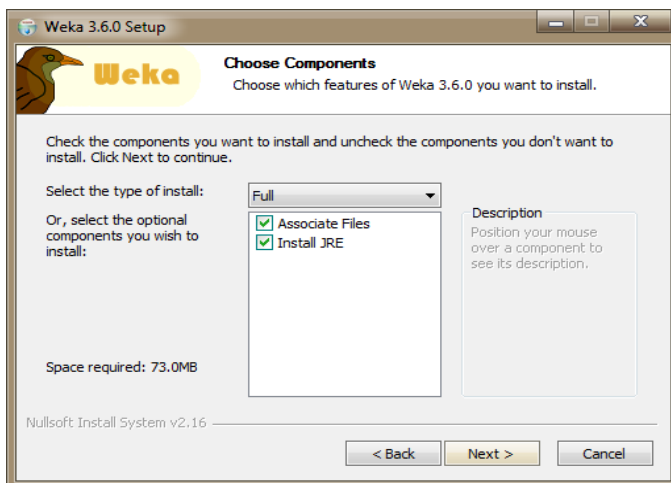 Weka 3.6.0 Setup
Weka
Choose Components
Choose which features of Weka 3.6.0 you want to install.
Check the components you want to install and uncheck the components you don't want to
install. Click Next to continue.
Select the type of install:
Full
Or, select the optional
components you wish to
install:
Associate Files
Install JRE
Description
Position your mouse
over a component to
see its description.
Space required: 73.0MB
Nullsoft Install System v2.16
< Back
Next >
Cancel